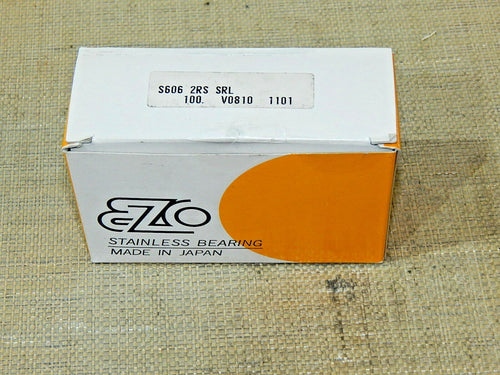 S606 2RS SRL
100. V0810 1101
EZO
STAINLESS BEARING
MADE IN JAPAN